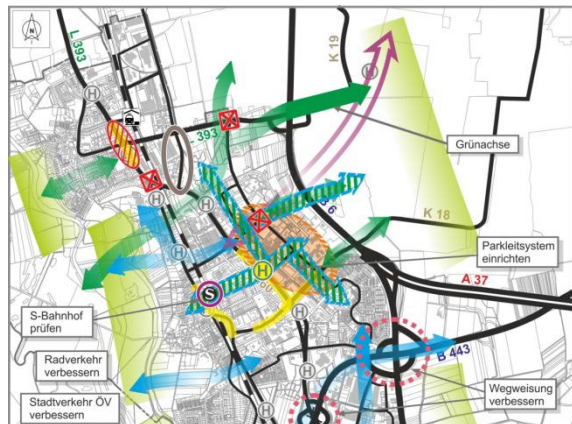 N
L 393
K 19
H
H
Grünachse
393
H
H
B 6
K 18
H
H
Parkleitsystem
einrichten
H
A 37
S
S-Bahnhof
prüfen
H
Radverkehr
verbessern
B 443
H
Wegweisung
verbessern
Stadtverkehr ÖV
verbessern
H
H